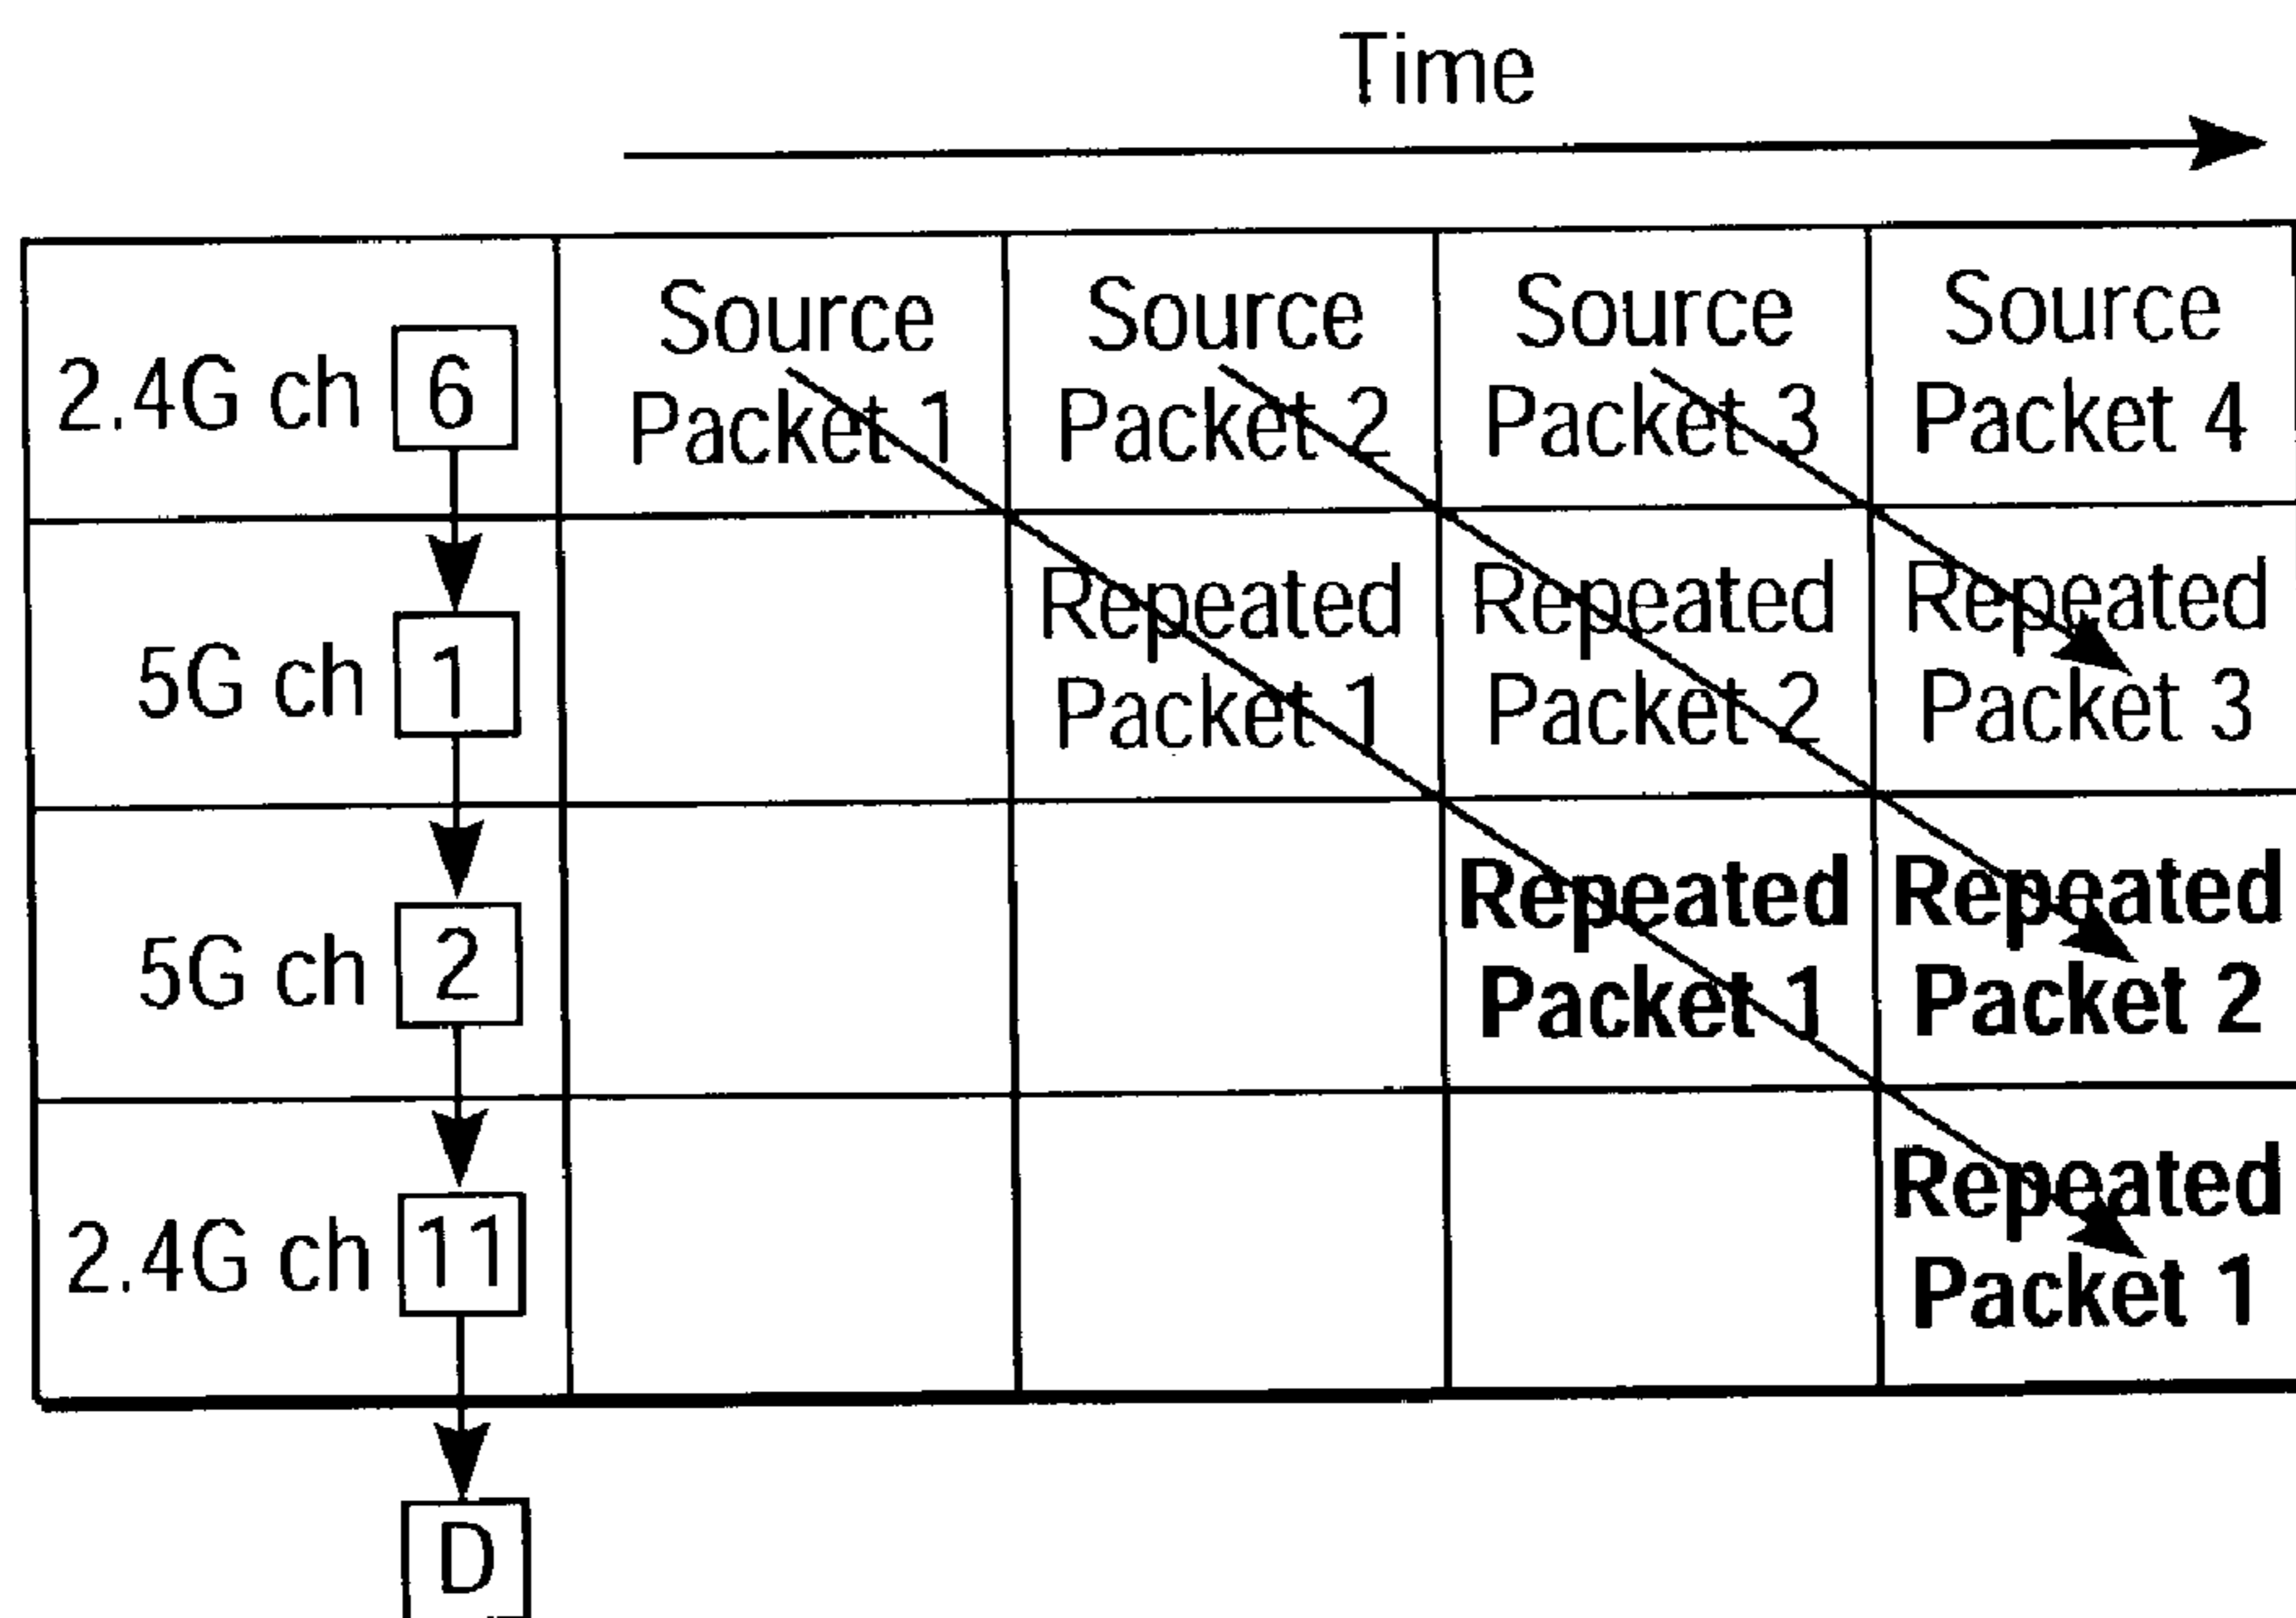 Time
2.4G ch 6
Source
Packet 1
Source
Packet 2
Source
Packet 3
Source
Packet 4
5G ch 1
Repeated
Packet 1
Repeated
Packet 2
Repeated
Packet 3
5G ch 2
Repeated
Packet 1
Repeated
Packet 2
2.4G ch 11
Repeated
Packet 1
D